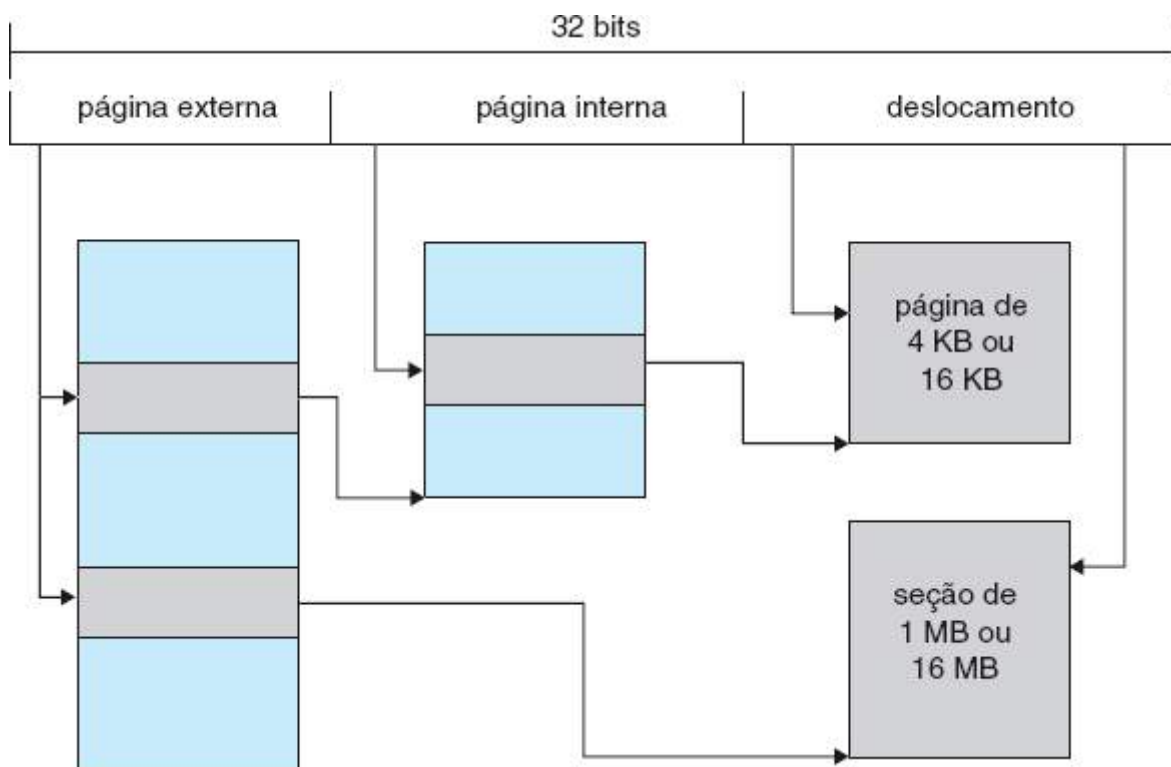 32 bits
página externa
página interna
deslocamento
página de
4 KB ou
16 KB
seção de
1 MB ou
16 MB